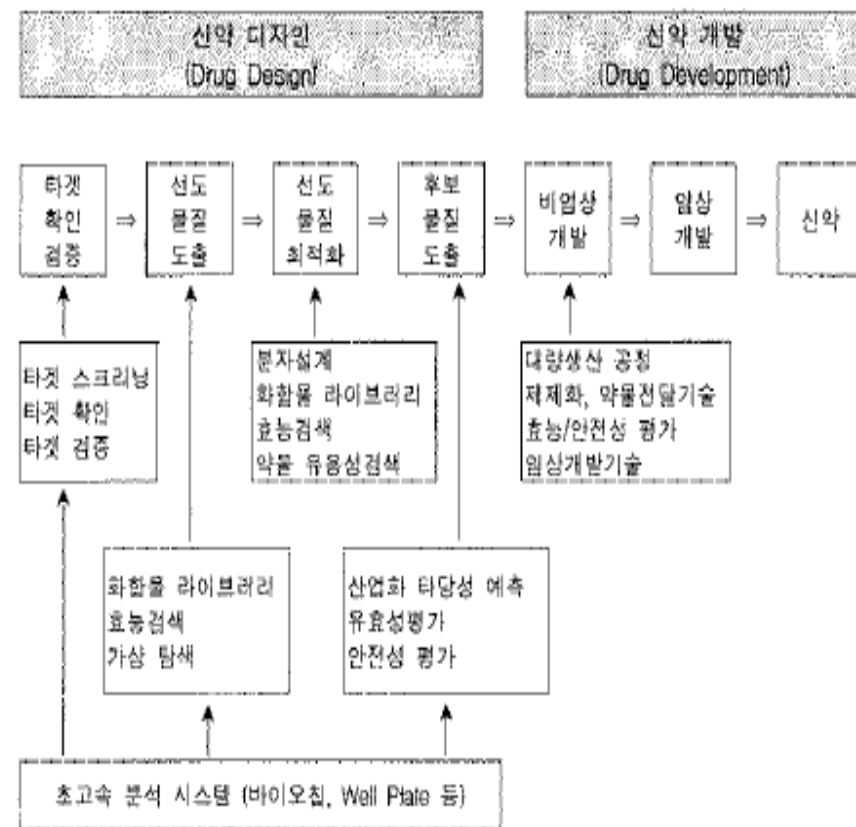 신약 디자인
(Drug Design)
신약 개발
(Drug Development)
타겟
확인
검증
⇒
선도
물질
도출
⇒
선도
물질
최적화
⇒
후보
물질
도출
⇒
비임상
개발
⇒
임상
개발
⇒
신약
타겟 스크리닝
타겟 확인
타겟 검증
분자설계
화합물 라이브러리
효능검색
약물 유용성검색
대량생산 공정
제제화, 약물전달기술
효능/안전성 평가
임상개발기술
화합물 라이브러리
효능검색
가상 탐색
산업화 타당성 예측
유효성평가
안전성 평가
초고속 분석 시스템 (바이오칩, Well Plate 등)